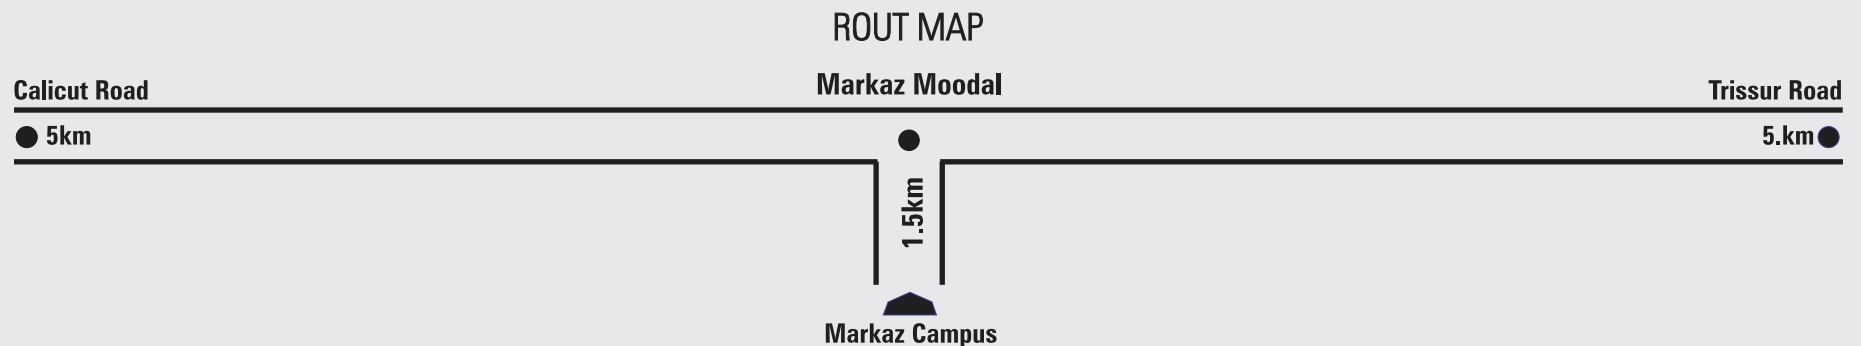 ROUT MAP
Calicut Road
Markaz Moodal
Trissur Road
5km
5.km
1.5km
Markaz Campus